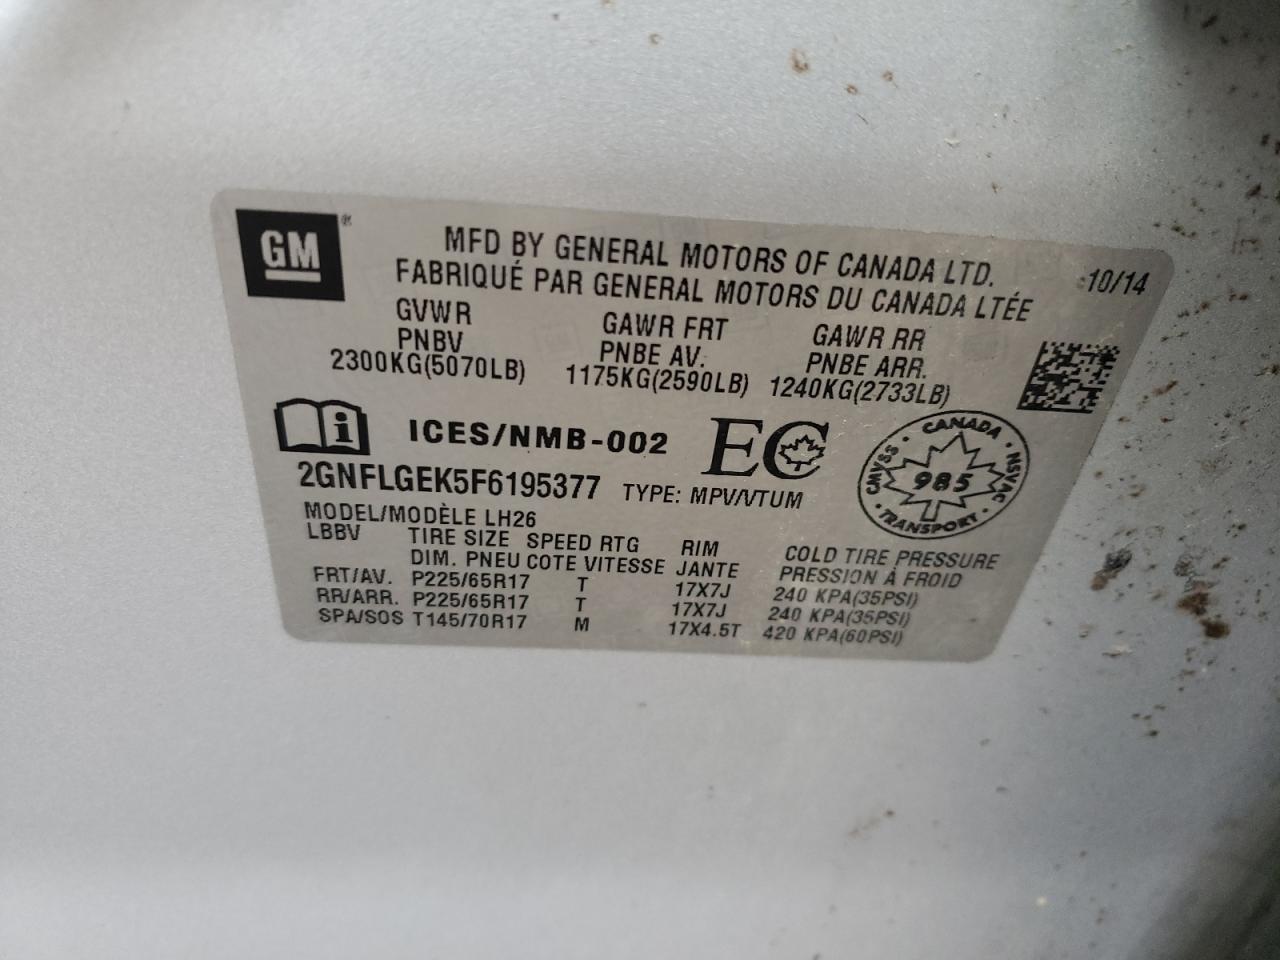 GM®
MFD BY GENERAL MOTORS OF CANADA LTD. 10/14
FABRIQUÉ PAR GENERAL MOTORS DU CANADA LTÉE
GVWR GAWR FRT GAWR RR
PNBV PNBE AV. PNBE ARR.
2300KG(5070LB) 1175KG(2590LB) 1240KG(2733LB)
i ICES/NMB-002 EC
CANADA
CMVSS 985 NSVAC
TRANSPORT
2GNFLGEK5F6195377 TYPE: MPV/VTUM
MODEL/MODÈLE LH26
LBBV TIRE SIZE SPEED RTG RIM COLD TIRE PRESSURE
DIM. PNEU COTE VITESSE JANTE PRESSION À FROID
FRT/AV. P225/65R17 T 17X7J 240 KPA(35PSI)
RR/ARR. P225/65R17 T 17X7J 240 KPA(35PSI)
SPA/SOS T145/70R17 M 17X4.5T 420 KPA(60PSI)